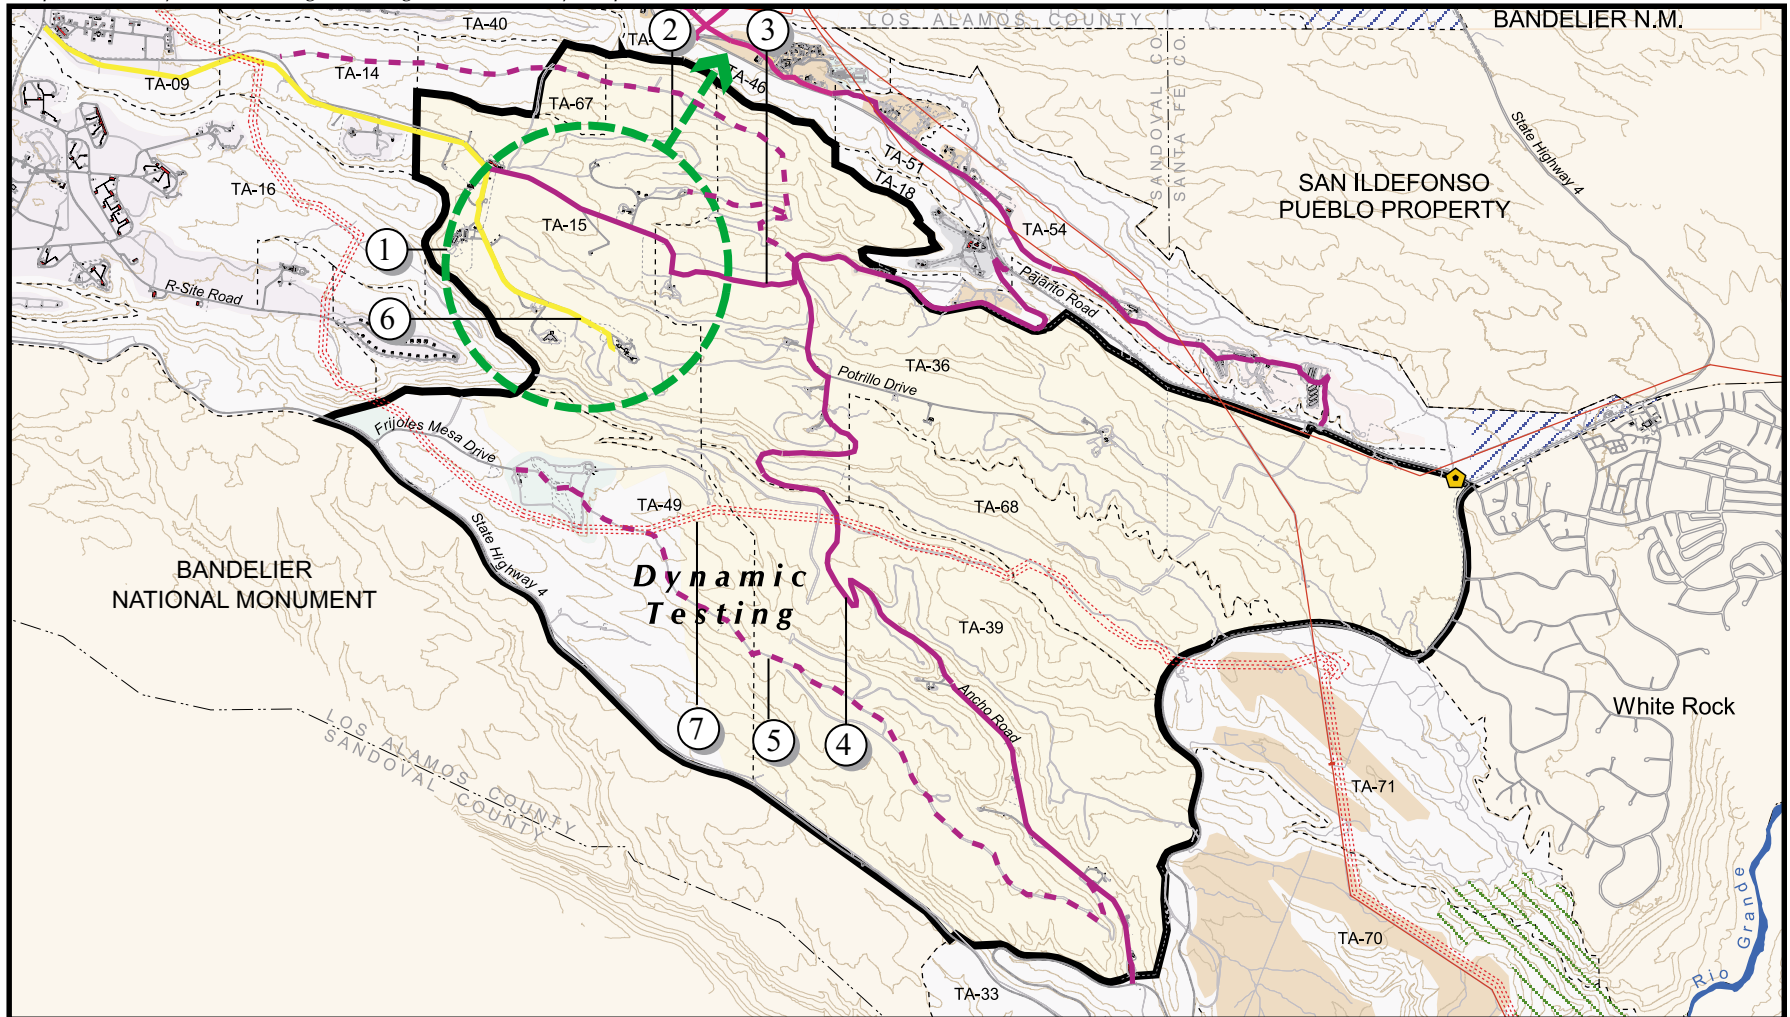 TA-40
LOS ALAMOS COUNTY
BANDELIER N.M.
2
3
TA-09
TA-14
TA-46
TA-67
SANDOVAL CO.
SANTA FE CO.
State Highway 4
TA-51
TA-18
TA-16
SAN ILDEFONSO
PUEBLO PROPERTY
TA-15
TA-54
1
Pajarito Road
R-Site Road
6
TA-36
Potrillo Drive
Frijoles Mesa Drive
TA-49
TA-68
State Highway 4
BANDELIER
NATIONAL MONUMENT
Dynamic
Testing
TA-39
Ancho Road
White Rock
7
5
4
LOS ALAMOS COUNTY
SANDOVAL COUNTY
TA-71
TA-70
TA-33
Rio Grande